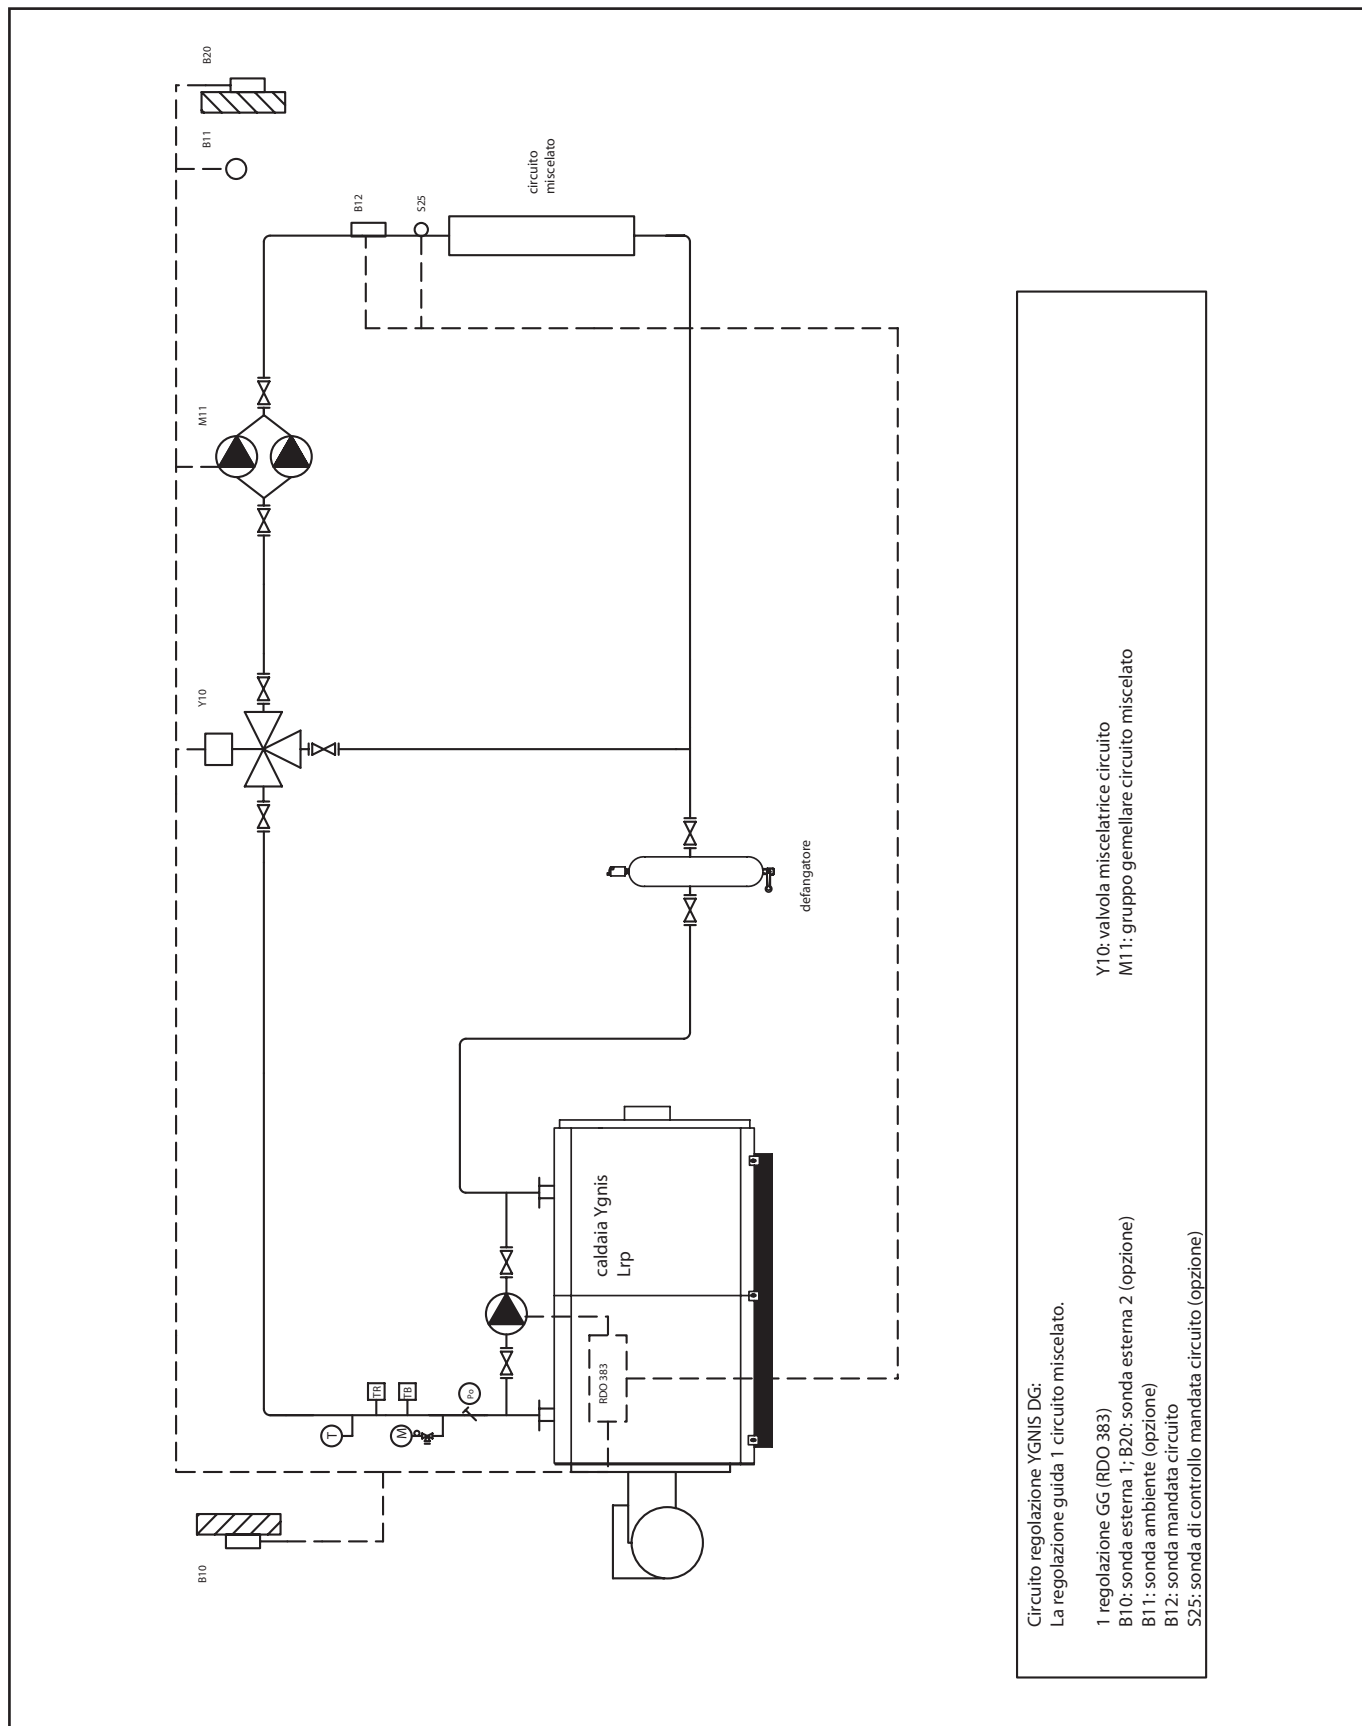 B10
B20
B11
M11
Y10
B12
S25
circuito
miscelato
defangatore
T
TR
M
TB
Po
RDO 383
caldaia Ygnis
Lrp
Circuito regolazione YGNIS DG:
La regolazione guida 1 circuito miscelato.
1 regolazione GG (RDO 383)
B10: sonda esterna 1; B20: sonda esterna 2 (opzione)
B11: sonda ambiente (opzione)
B12: sonda mandata circuito
S25: sonda di controllo mandata circuito (opzione)
Y10: valvola miscelatrice circuito
M11: gruppo gemellare circuito miscelato